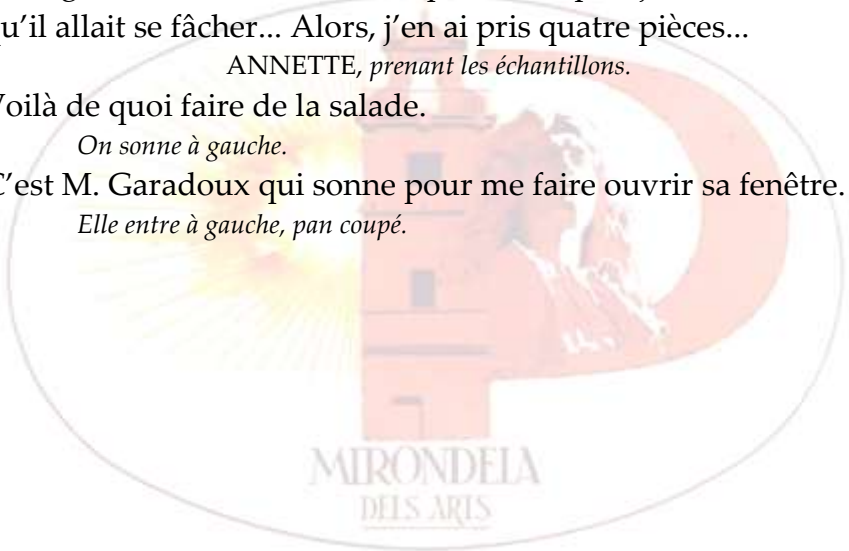 qu'il allait se fâcher... Alors, j'en ai pris quatre pièces...
ANNETTE, prenant les échantillons.
Voilà de quoi faire de la salade.
On sonne à gauche.
C'est M. Garadoux qui sonne pour me faire ouvrir sa fenêtre.
Elle entre à gauche, pan coupé.
MIRONDELA
DELS ARTS